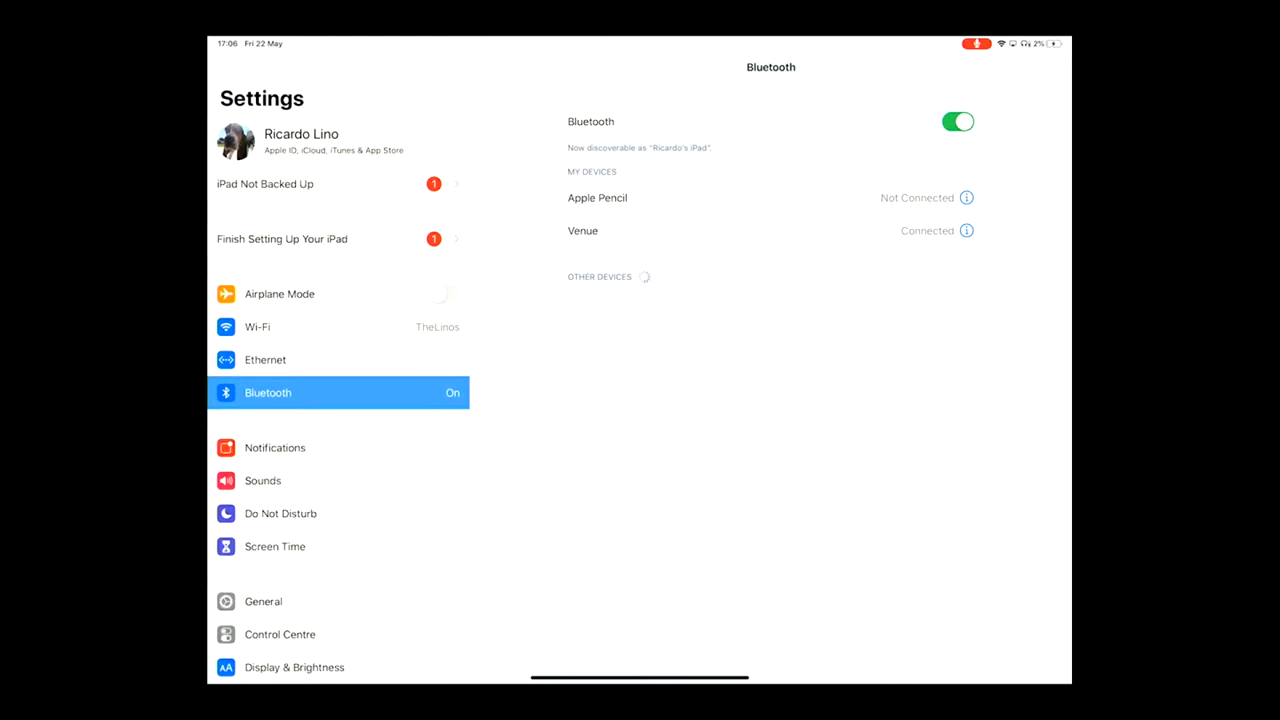 17:06 Fri 22 May
2%
Bluetooth
Settings
Ricardo Lino
Apple ID, iCloud, iTunes & App Store
iPad Not Backed Up 1
Finish Setting Up Your iPad 1
Airplane Mode
Wi-Fi TheLinos
Ethernet
Bluetooth On
Notifications
Sounds
Do Not Disturb
Screen Time
General
Control Centre
AA Display & Brightness
Bluetooth
Now discoverable as “Ricardo’s iPad”.
MY DEVICES
Apple Pencil Not Connected
Venue Connected
OTHER DEVICES